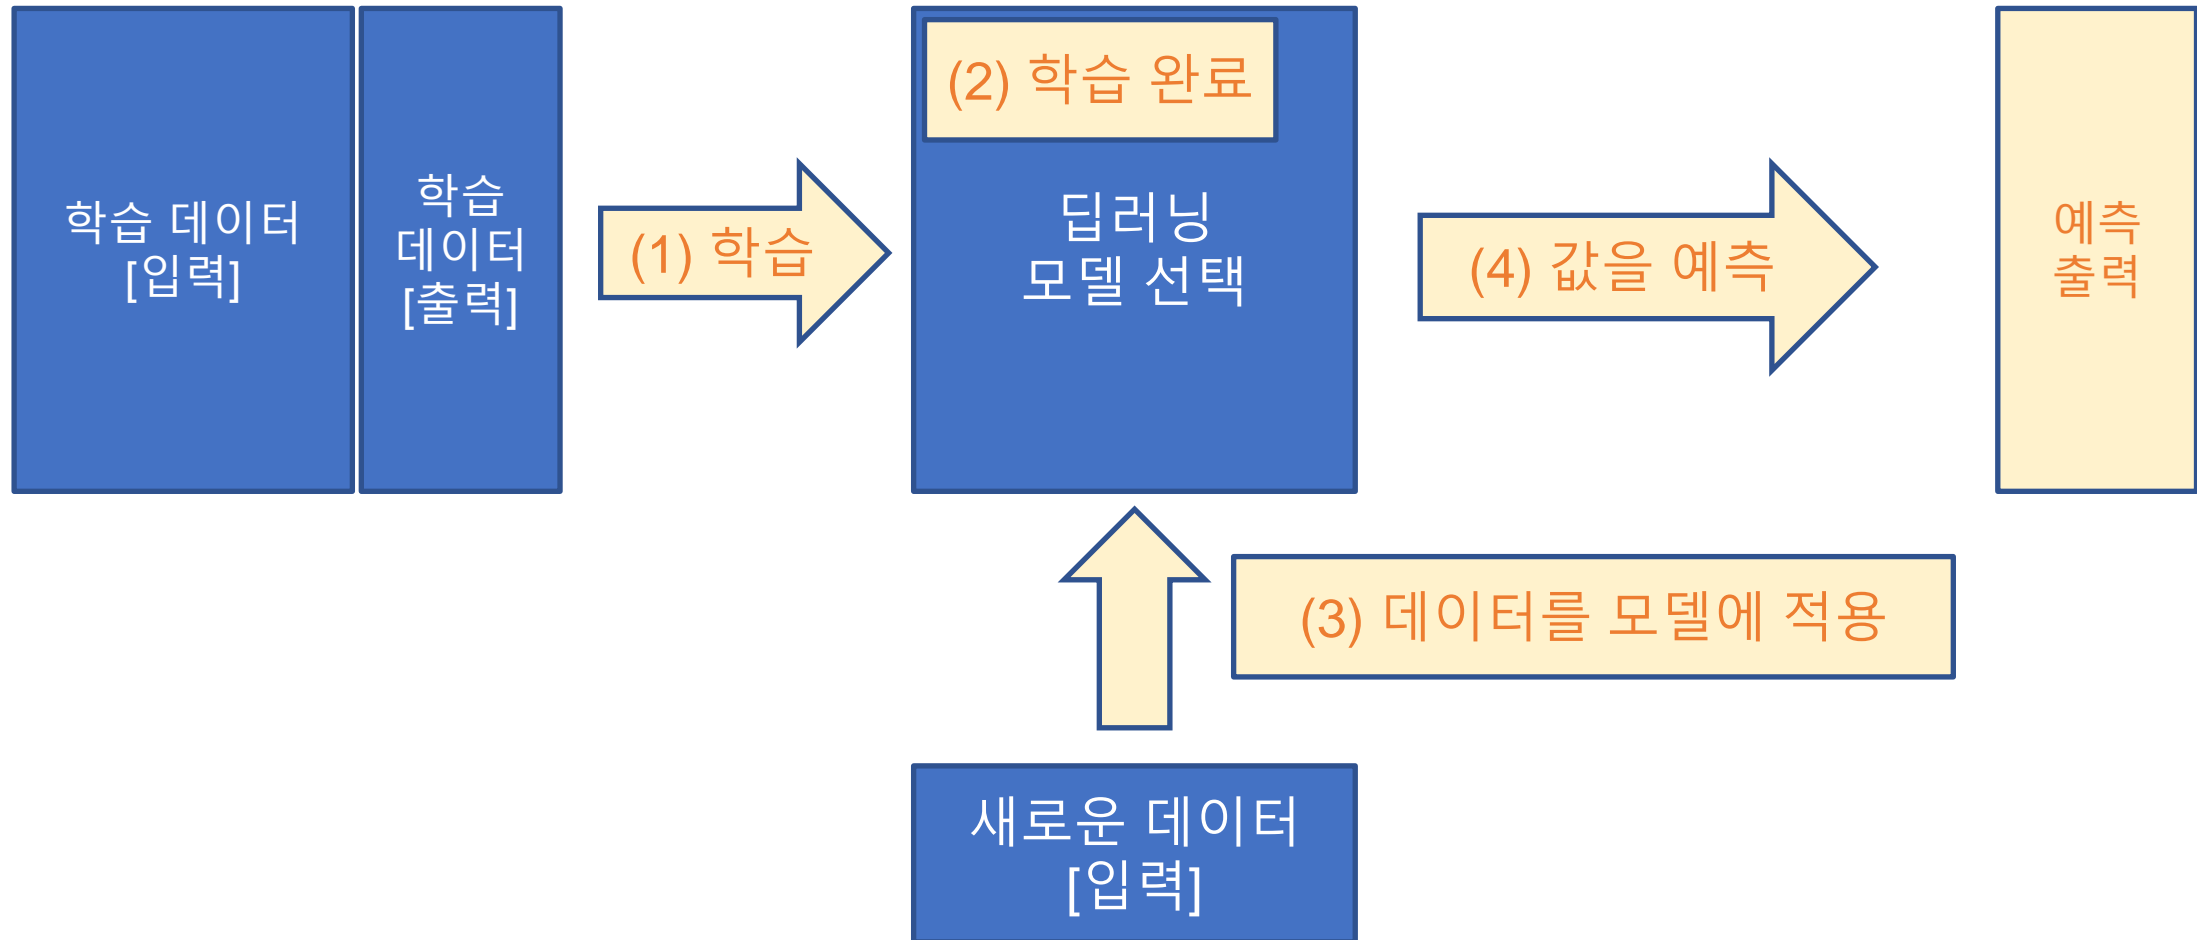 학습 데이터
[입력]
학습
데이터
[출력]
(1) 학습
(2) 학습 완료
딥러닝
모델 선택
(4) 값을 예측
예측
출력
(3) 데이터를 모델에 적용
새로운 데이터
[입력]